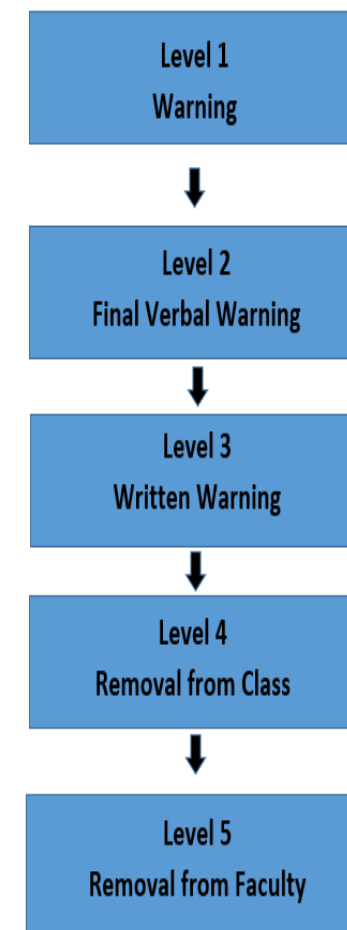 Level 1
Warning
Level 2
Final Verbal Warning
Level 3
Written Warning
Level 4
Removal from Class
Level 5
Removal from Faculty